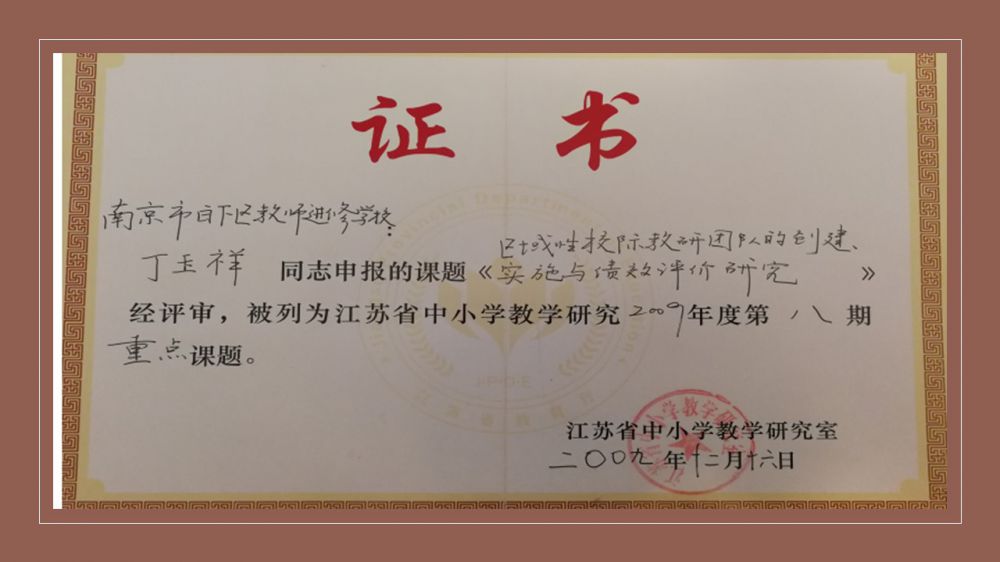 证 书
南京市白下区教师进修学校：
区域性校际教研团队的创建、
丁玉祥 同志申报的课题《实施与绩效评价研究》
经评审，被列为江苏省中小学教学研究2009年度第八期
重点课题。
J·P·D·E
江苏省中小学教学研究室
二〇〇九年十二月十六日